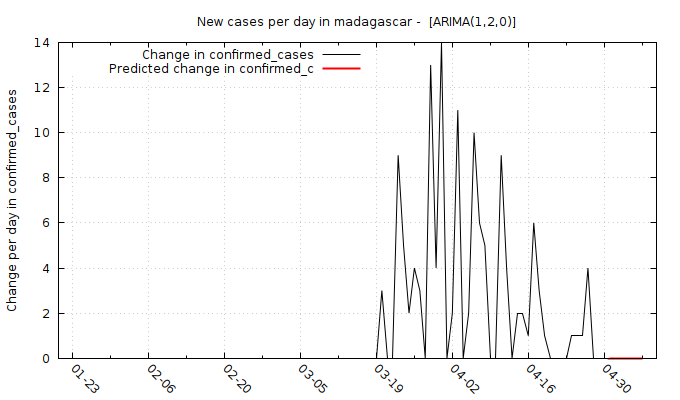 New cases per day in madagascar -  [ARIMA(1,2,0)]
Change in confirmed_cases
Predicted change in confirmed_c
Change per day in confirmed_cases
14
12
10
8
6
4
2
0
01-23 02-06 02-20 03-05 03-19 04-02 04-16 04-30